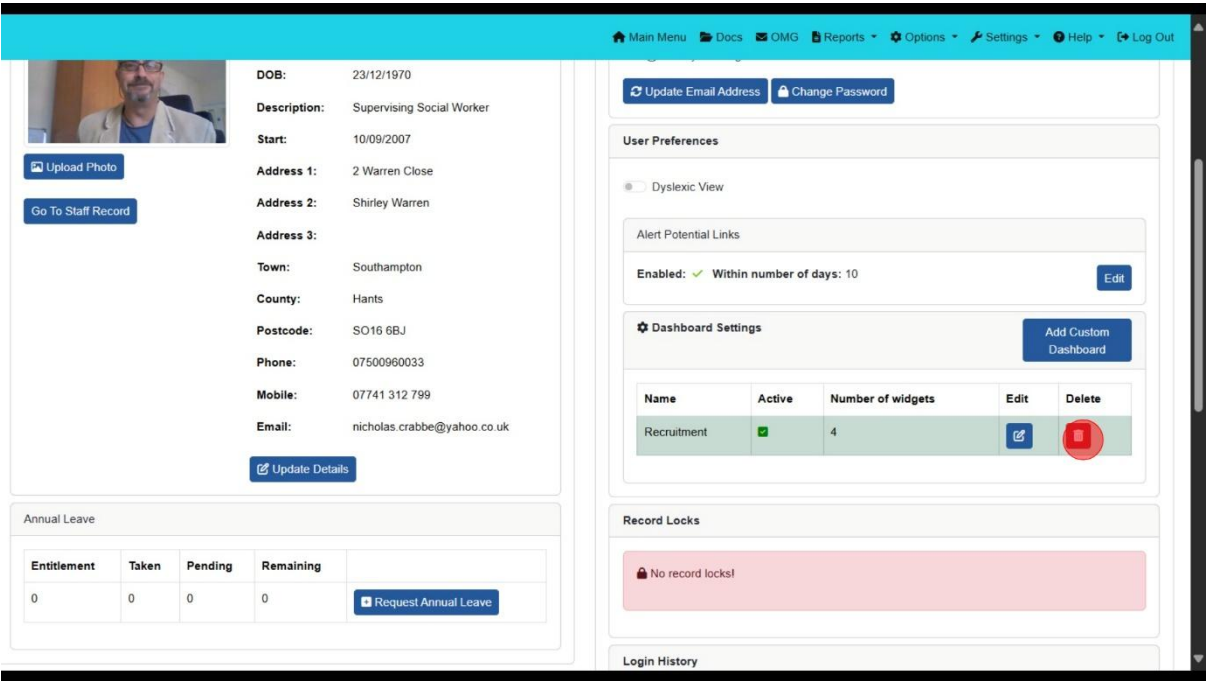 Main Menu Docs OMG Reports Options Settings Help Log Out
DOB: 23/12/1970
Description: Supervising Social Worker
Start: 10/09/2007
Address 1: 2 Warren Close
Address 2: Shirley Warren
Address 3:
Town: Southampton
County: Hants
Postcode: SO16 6BJ
Phone: 07500960033
Mobile: 07741 312 799
Email: nicholas.crabbe@yahoo.co.uk
Update Details
Upload Photo
Go To Staff Record
Annual Leave
Entitlement Taken Pending Remaining
0 0 0 0 Request Annual Leave
Update Email Address Change Password
User Preferences
Dyslexic View
Alert Potential Links
Enabled: Within number of days: 10 Edit
Dashboard Settings
Add Custom
Dashboard
Name Active Number of widgets Edit Delete
Recruitment 4
Record Locks
No record locks!
Login History